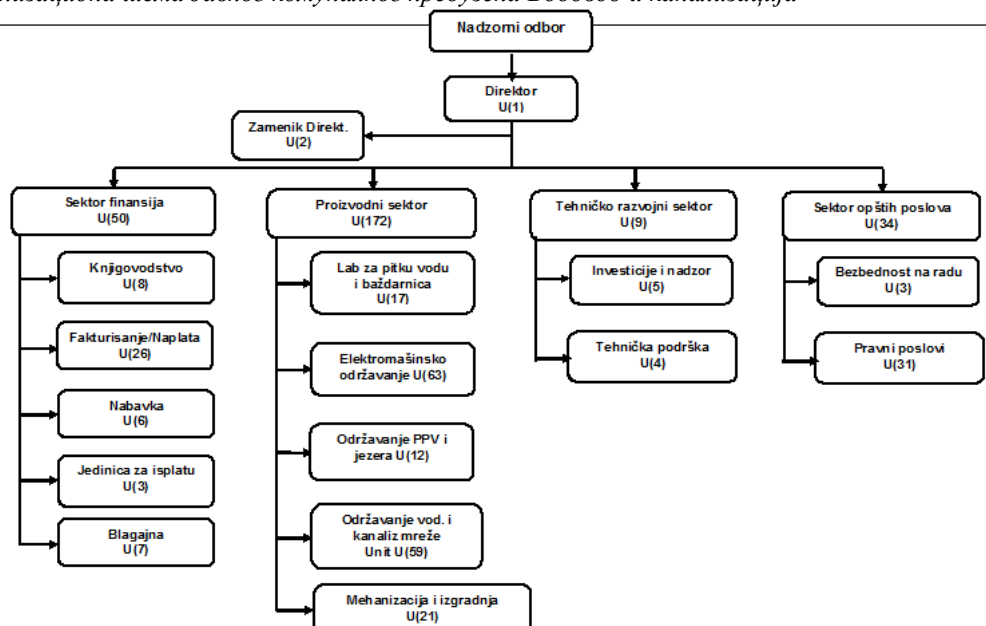 Nadzorni odbor
Direktor
U(1)
Zamenik Direkt.
U(2)
Sektor finansija
U(50)
Proizvodni sektor
U(172)
Tehničko razvojni sektor
U(9)
Sektor opštih poslova
U(34)
Knjigovodstvo
U(8)
Fakturisanje/Naplata
U(26)
Nabavka
U(6)
Jedinica za isplatu
U(3)
Blagajna
U(7)
Lab za pitku vodu
i baždarnica
U(17)
Elektromašinsko
održavanje U(63)
Održavanje PPV i
jezera U(12)
Održavanje vod. i
kanaliz mreže
Unit U(59)
Mehanizacija i izgradnja
U(21)
Investicije i nadzor
U(5)
Tehnička podrška
U(4)
Bezbednost na radu
U(3)
Pravni poslovi
U(31)